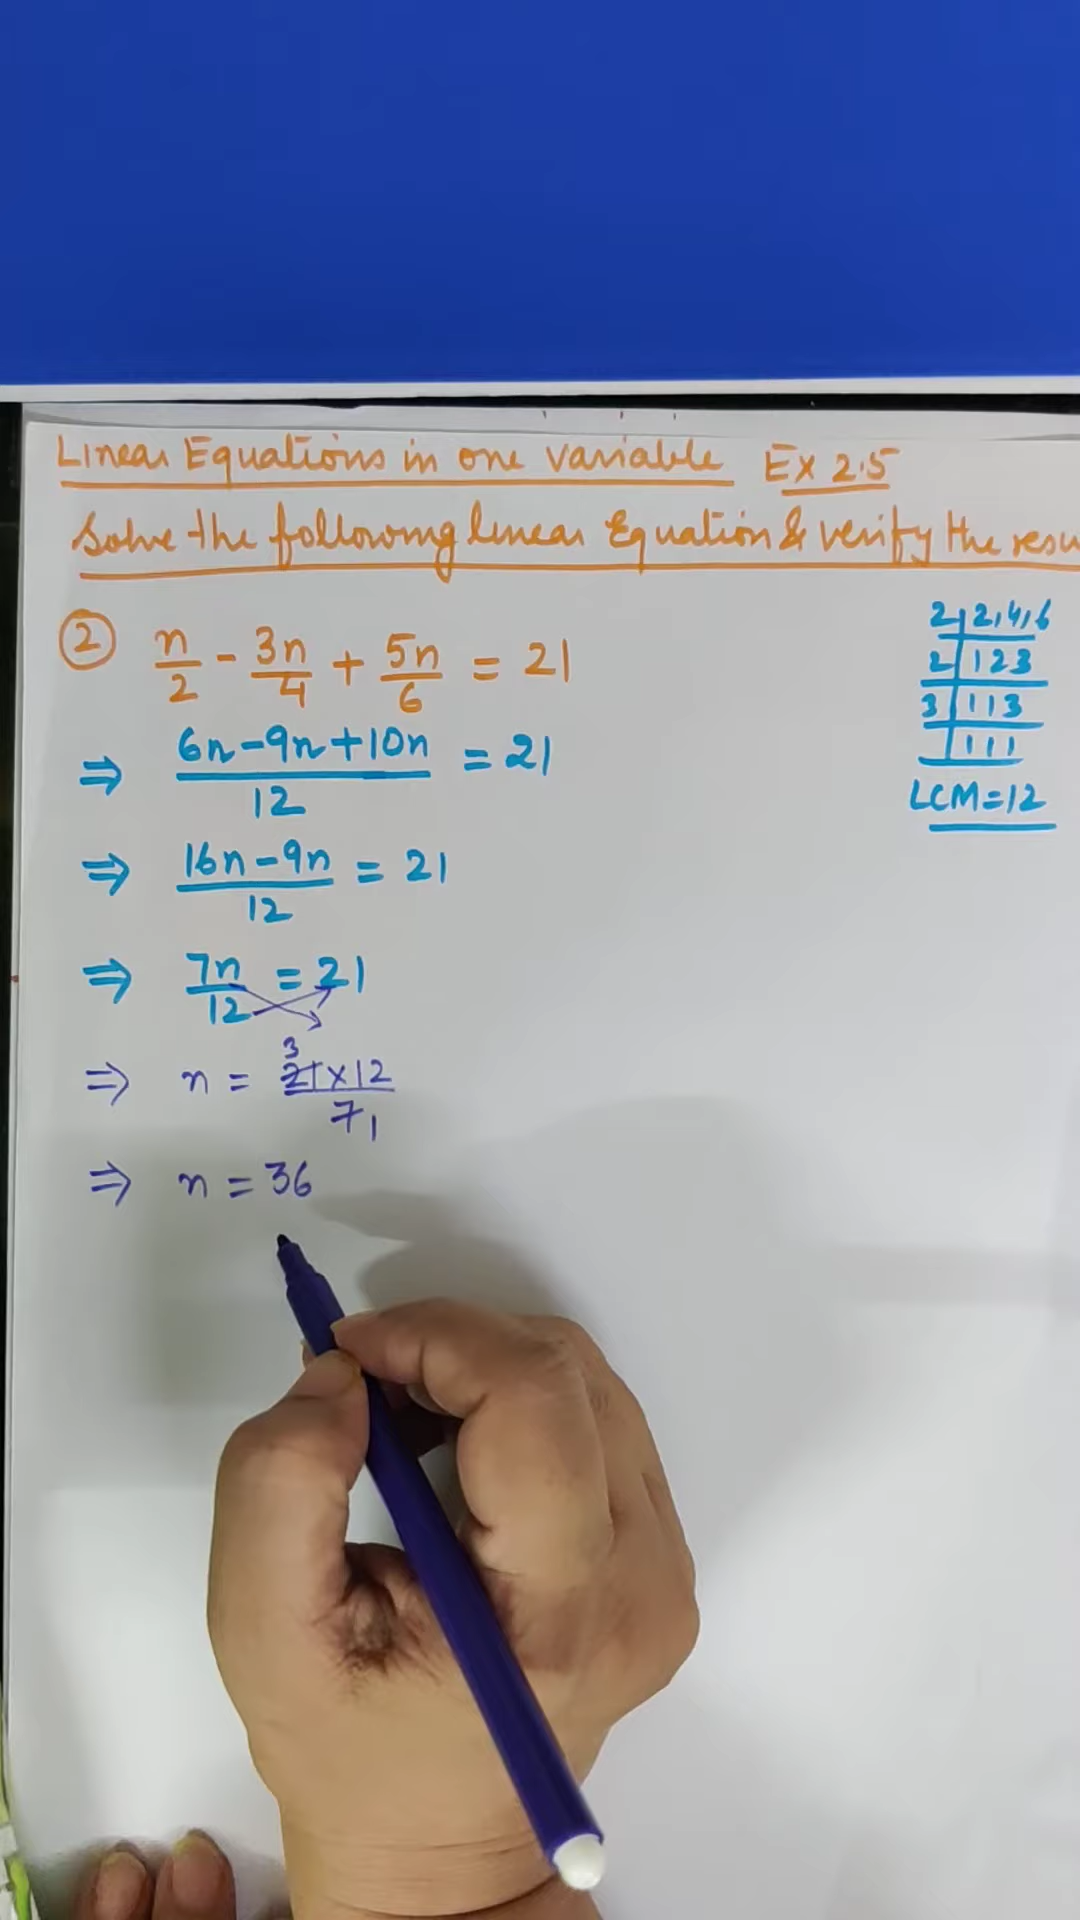 Linear Equations in one variable Ex 2.5
Solve the following linear Equation & verify the resu
② n/2 - 3n/4 + 5n/6 = 21
⇒ (6n-9n+10n)/12 = 21
⇒ (16n-9n)/12 = 21
⇒ 7n/12 = 21
3
⇒ n = 21×12/7 1
⇒ n = 36
2 2,4,6
2 1 2 3
3 1 1 3
1 1 1
LCM=12